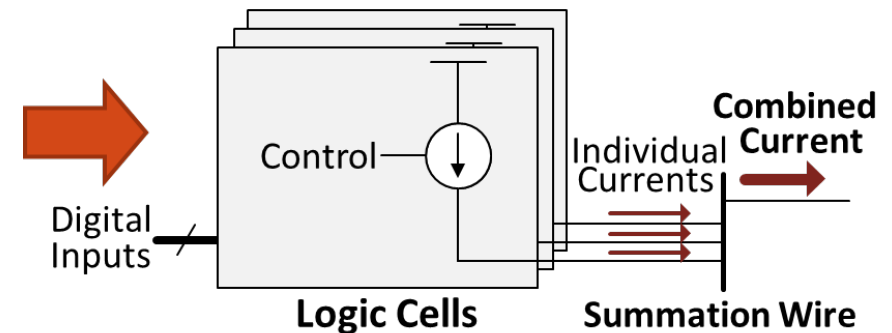 Combined
Current
Individual
Currents
Control
Digital
Inputs
Logic Cells
Summation Wire